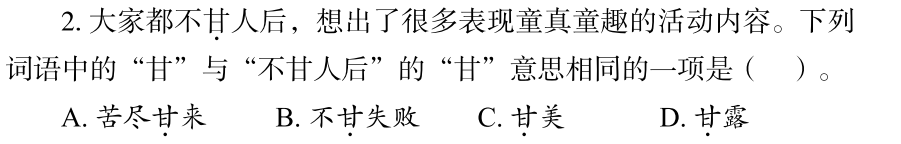 2. 大家都不甘人后，想出了很多表现童真童趣的活动内容。下列
词语中的“甘”与“不甘人后”的“甘”意思相同的一项是（　）。
A. 苦尽甘来　B. 不甘失败　C. 甘美　D. 甘露